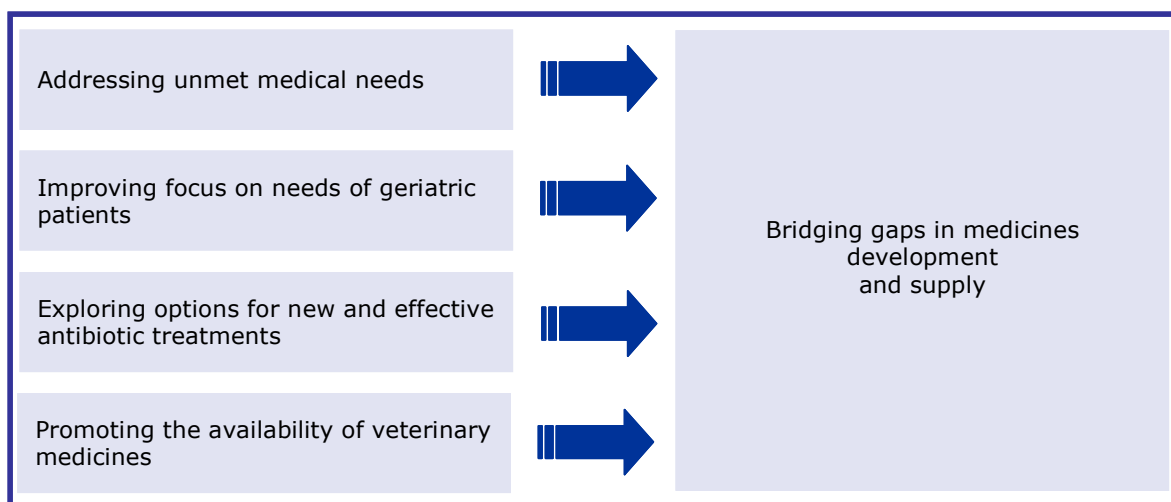 Addressing unmet medical needs
Improving focus on needs of geriatric
patients
Exploring options for new and effective
antibiotic treatments
Promoting the availability of veterinary
medicines
Bridging gaps in medicines
development
and supply